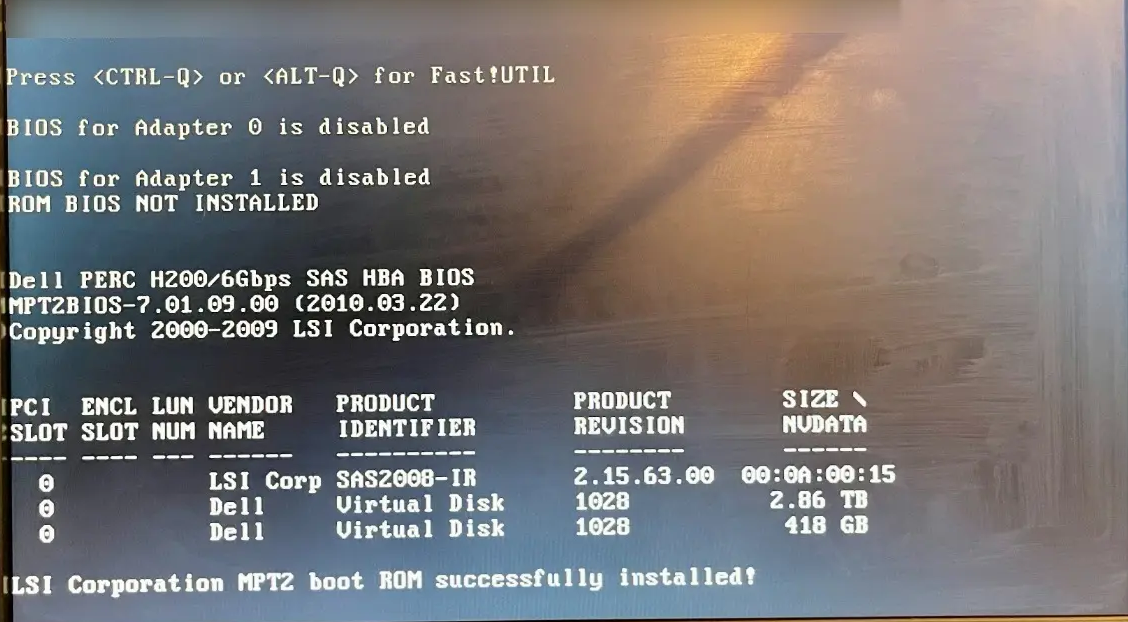 Press <CTRL-Q> or <ALT-Q> for Fast!UTIL
BIOS for Adapter 0 is disabled
BIOS for Adapter 1 is disabled
ROM BIOS NOT INSTALLED
Dell PERC H200/6Gbps SAS HBA BIOS
MPT2BIOS-7.01.09.00 (2010.03.22)
Copyright 2000-2009 LSI Corporation.
PCI ENCL LUN VENDOR PRODUCT PRODUCT SIZE \
SLOT SLOT NUM NAME IDENTIFIER REVISION NVDATA
----- ---- --- ------ ---------- -------- ------
0 LSI Corp SAS2008-IR 2.15.63.00 00:0A:00:15
0 Dell Virtual Disk 1028 2.86 TB
0 Dell Virtual Disk 1028 418 GB
LSI Corporation MPT2 boot ROM successfully installed!